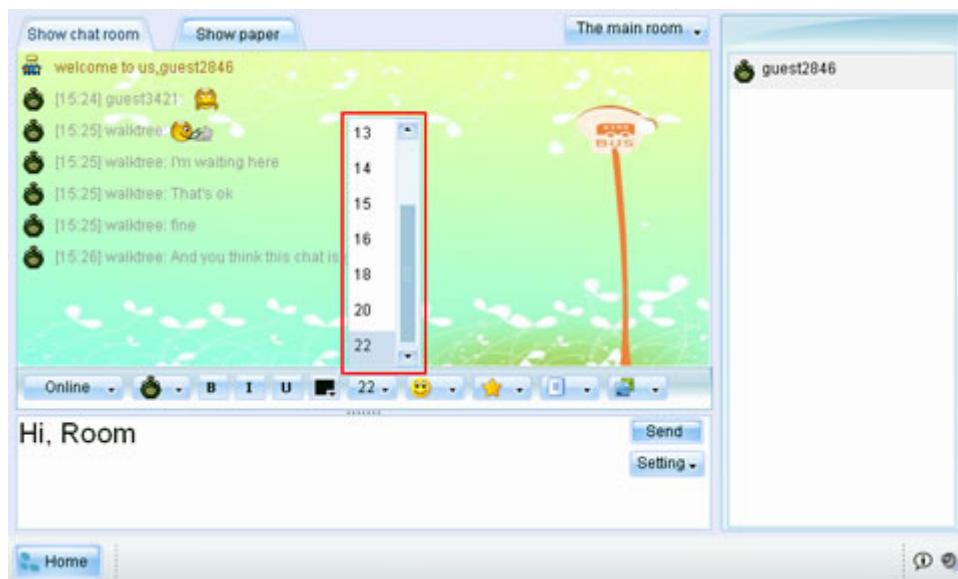 Show chat room
Show paper
The main room
welcome to us,guest2846
guest2846
[15:24] guest3421:
[15:25] walktree:
[15:25] walktree: I'm waiting here
[15:25] walktree: That's ok
[15:25] walktree: fine
[15:26] walktree: And you think this chat is
BUS
13
14
15
16
18
20
22
Online
B I U
22
Hi, Room
Send
Setting
Home